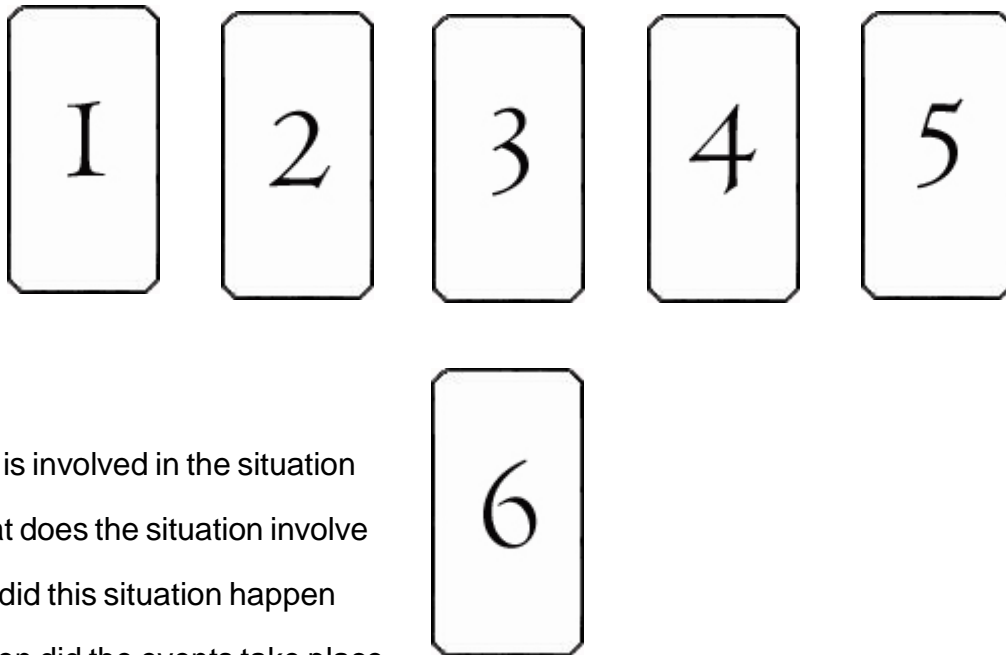 1 2 3 4 5
6
is involved in the situation
does the situation involve
did this situation happen
did the events take place